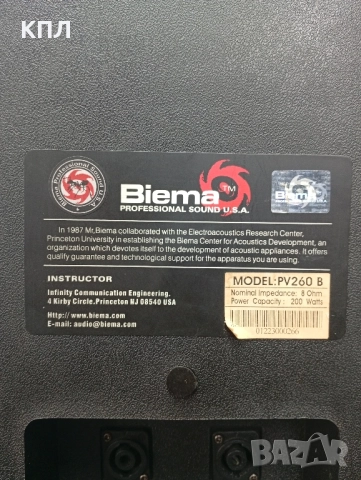 КПЛ
Biema Professional Sound U.S.A.
Biema™
PROFESSIONAL SOUND U.S.A.
In 1987 Mr,Biema collaborated with the Electroacoustics Research Center,
Princeton University in establishing the Biema Center for Acoustics Development, an
organization which devotes itself to the development of acoustic appliances. It offers
qualify guarantee and technological support for the apparatus you are using.
INSTRUCTOR
Infinity Communication Engineering.
4 Kirby Circle.Princeton NJ 08540 USA
Http://www.biema.com
E-mail: audio@biema.com
MODEL:PV260 B
Nominal Impedance: 8 Ohm
Power Capacity: 200 Watts
01223000266
bazar.bg